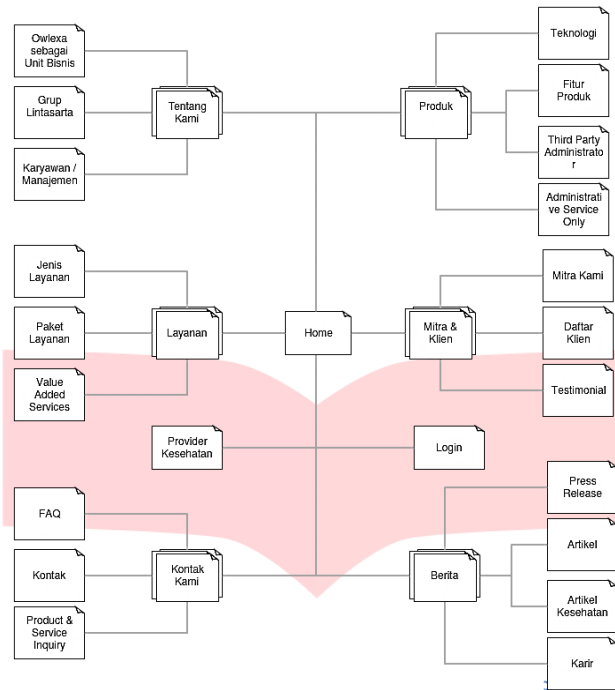 Owlexa
sebagai
Unit Bisnis
Grup
Lintasarta
Karyawan /
Manajemen
Tentang
Kami
Produk
Teknologi
Fitur
Produk
Third Party
Administrato
r
Administrati
ve Service
Only
Jenis
Layanan
Paket
Layanan
Value
Added
Services
Layanan
Home
Mitra &
Klien
Mitra Kami
Daftar
Klien
Testimonial
Provider
Kesehatan
Login
FAQ
Kontak
Product &
Service
Inquiry
Kontak
Kami
Berita
Press
Release
Artikel
Artikel
Kesehatan
Karir